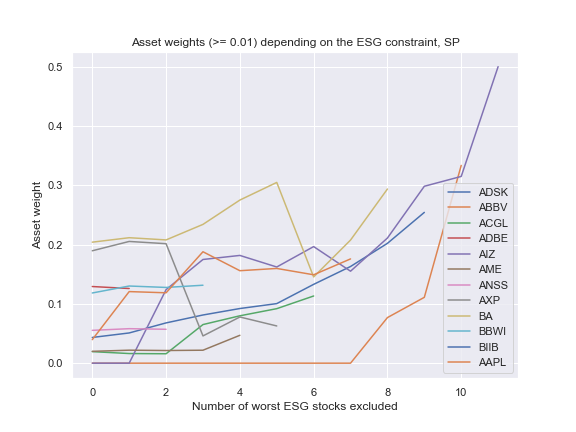 Asset weights (>= 0.01) depending on the ESG constraint, SP
0.5
0.4
0.3
0.2
0.1
0.0
Asset weight
0
2
4
6
8
10
Number of worst ESG stocks excluded
ADSK
ABBV
ACGL
ADBE
AIZ
AME
ANSS
AXP
BA
BBWI
BIIB
AAPL